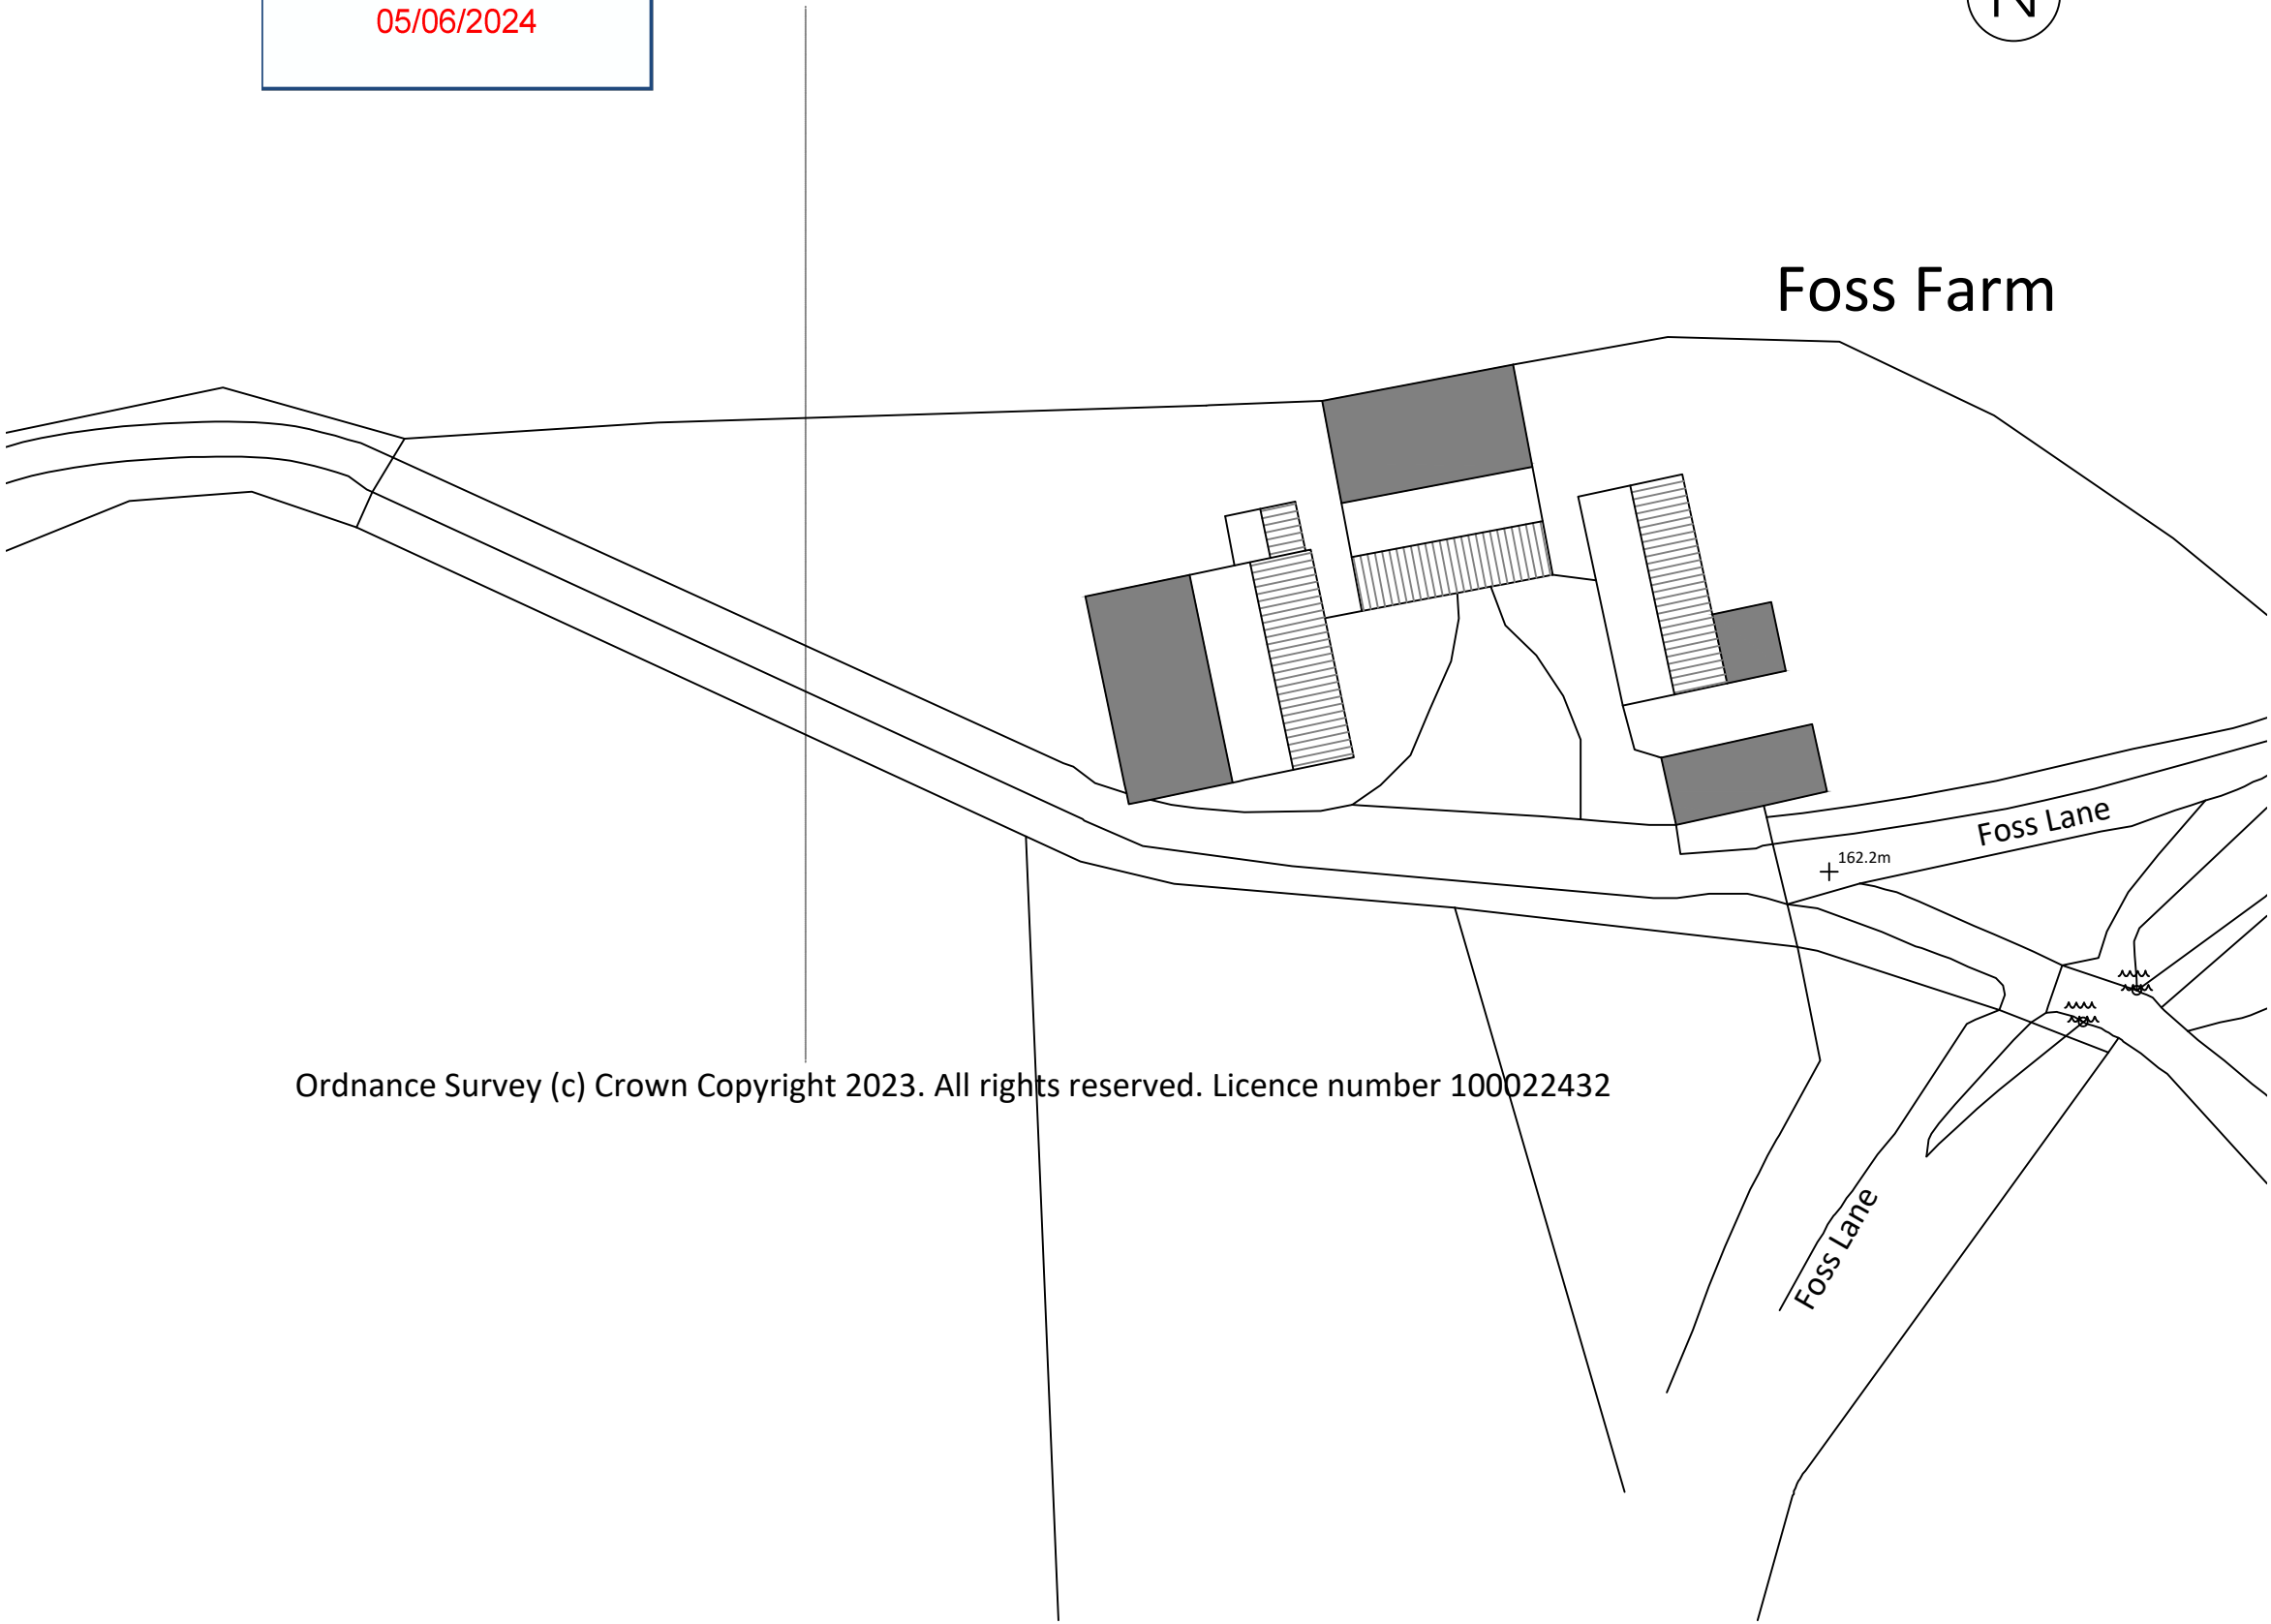 05/06/2024
N
Foss Farm
Foss Lane
162.2m
Ordnance Survey (c) Crown Copyright 2023. All rights reserved. Licence number 100022432
Foss Lane